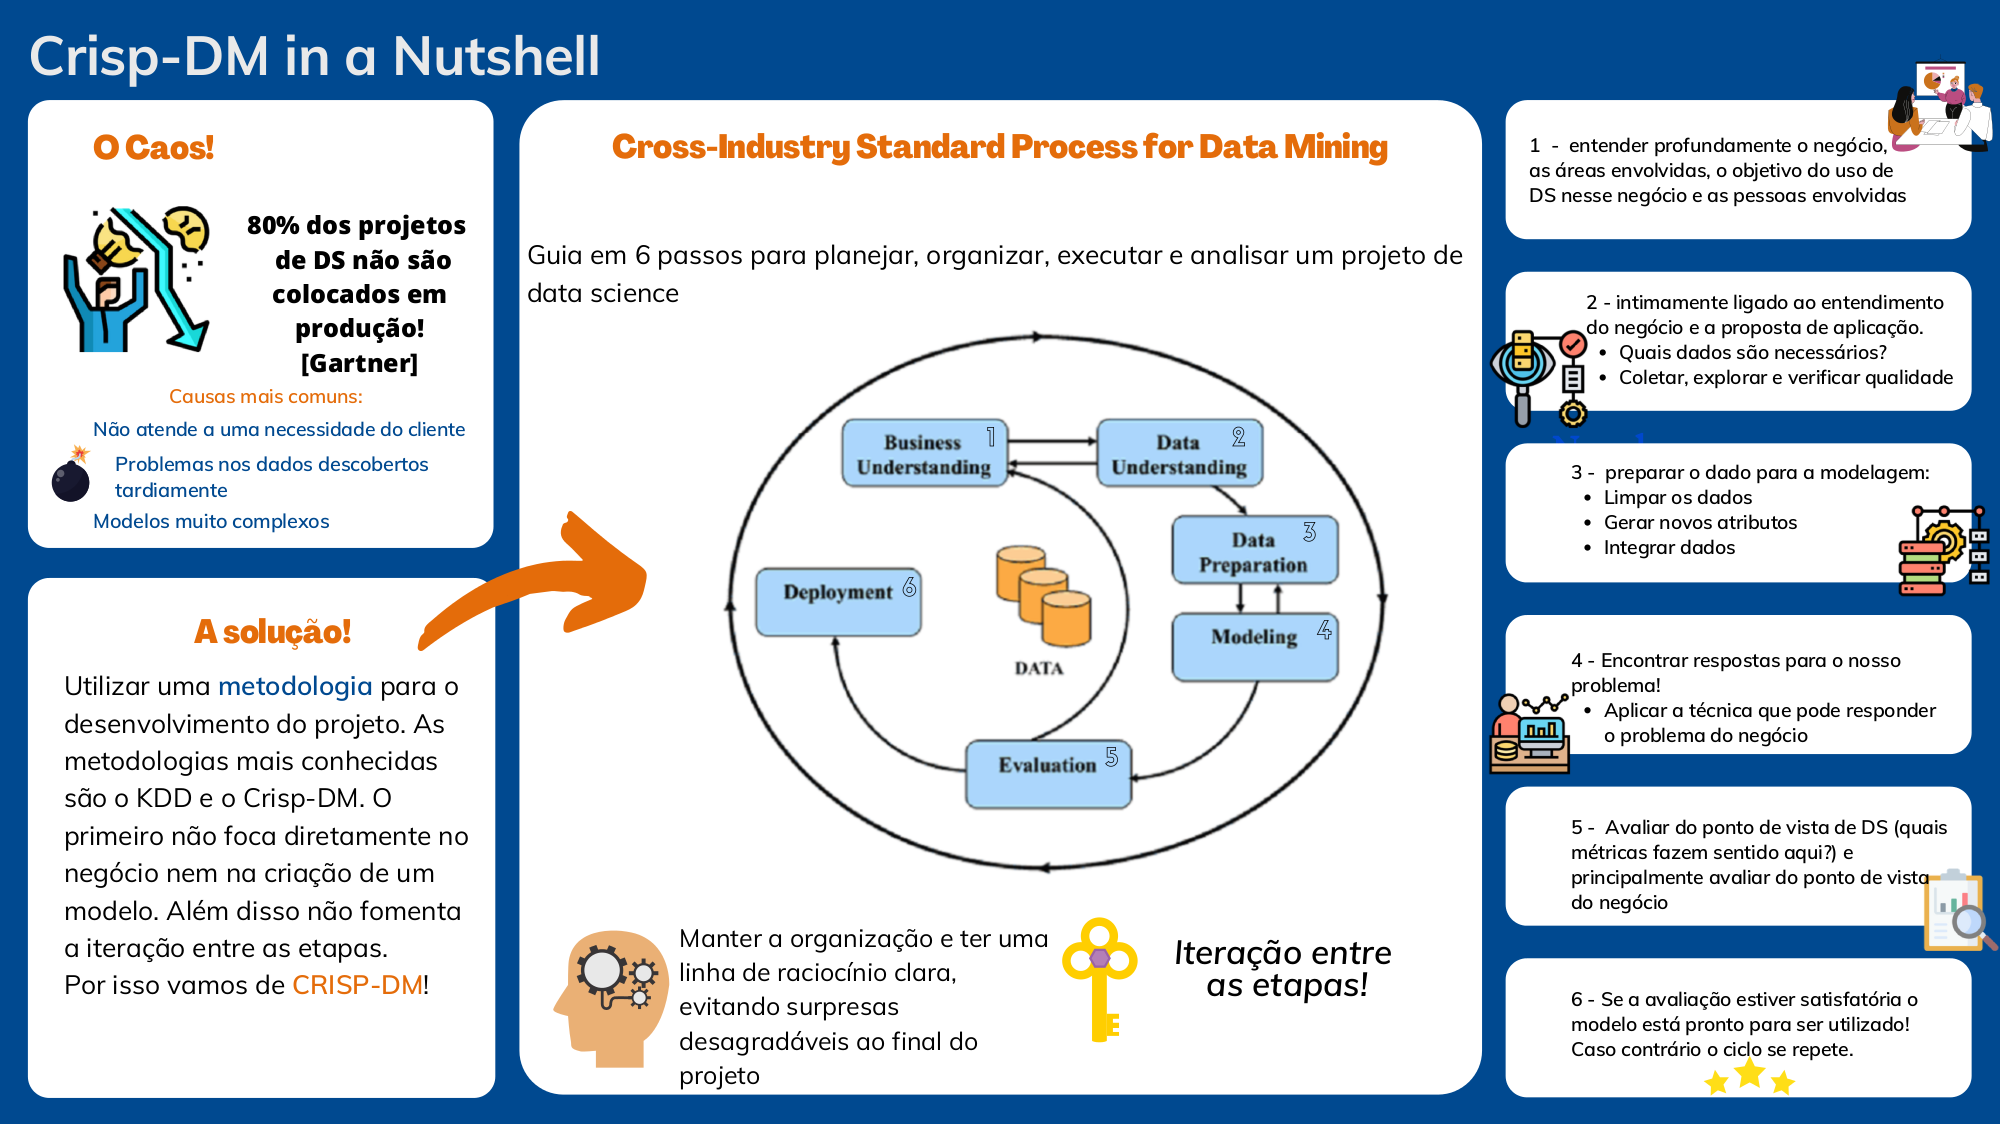 Crisp-DM in a Nutshell
O Caos!
80% dos projetos
de DS não são
colocados em
produção!
[Gartner]
Causas mais comuns:
Não atende a uma necessidade do cliente
Problemas nos dados descobertos
tardiamente
Modelos muito complexos
A solução!
Utilizar uma metodologia para o
desenvolvimento do projeto. As
metodologias mais conhecidas
são o KDD e o Crisp-DM. O
primeiro não foca diretamente no
negócio nem na criação de um
modelo. Além disso não fomenta
a iteração entre as etapas.
Por isso vamos de CRISP-DM!
Cross-Industry Standard Process for Data Mining
Guia em 6 passos para planejar, organizar, executar e analisar um projeto de
data science
Business 1
Understanding
Data 2
Understanding
Data 3
Preparation
Modeling 4
Evaluation 5
Deployment 6
DATA
Manter a organização e ter uma
linha de raciocínio clara,
evitando surpresas
desagradáveis ao final do
projeto
Iteração entre
as etapas!
1 - entender profundamente o negócio,
as áreas envolvidas, o objetivo do uso de
DS nesse negócio e as pessoas envolvidas
2 - intimamente ligado ao entendimento
do negócio e a proposta de aplicação.
• Quais dados são necessários?
• Coletar, explorar e verificar qualidade
3 - preparar o dado para a modelagem:
• Limpar os dados
• Gerar novos atributos
• Integrar dados
4 - Encontrar respostas para o nosso
problema!
• Aplicar a técnica que pode responder
o problema do negócio
5 - Avaliar do ponto de vista de DS (quais
métricas fazem sentido aqui?) e
principalmente avaliar do ponto de vista
do negócio
6 - Se a avaliação estiver satisfatória o
modelo está pronto para ser utilizado!
Caso contrário o ciclo se repete.